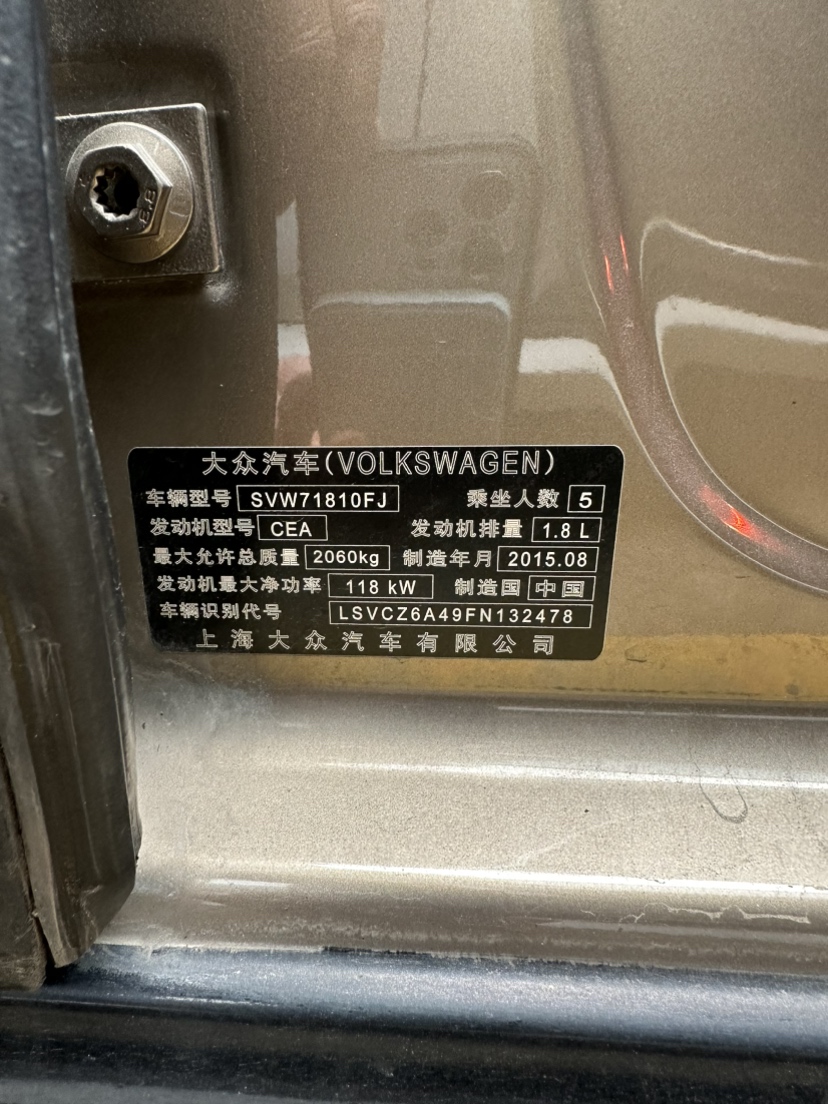 8.8
大众汽车(VOLKSWAGEN)
车辆型号 SVW71810FJ 乘坐人数 5
发动机型号 CEA 发动机排量 1.8 L
最大允许总质量 2060kg 制造年月 2015.08
发动机最大净功率 118 kW 制造国 中国
车辆识别代号 LSVCZ6A49FN132478
上海大众汽车有限公司